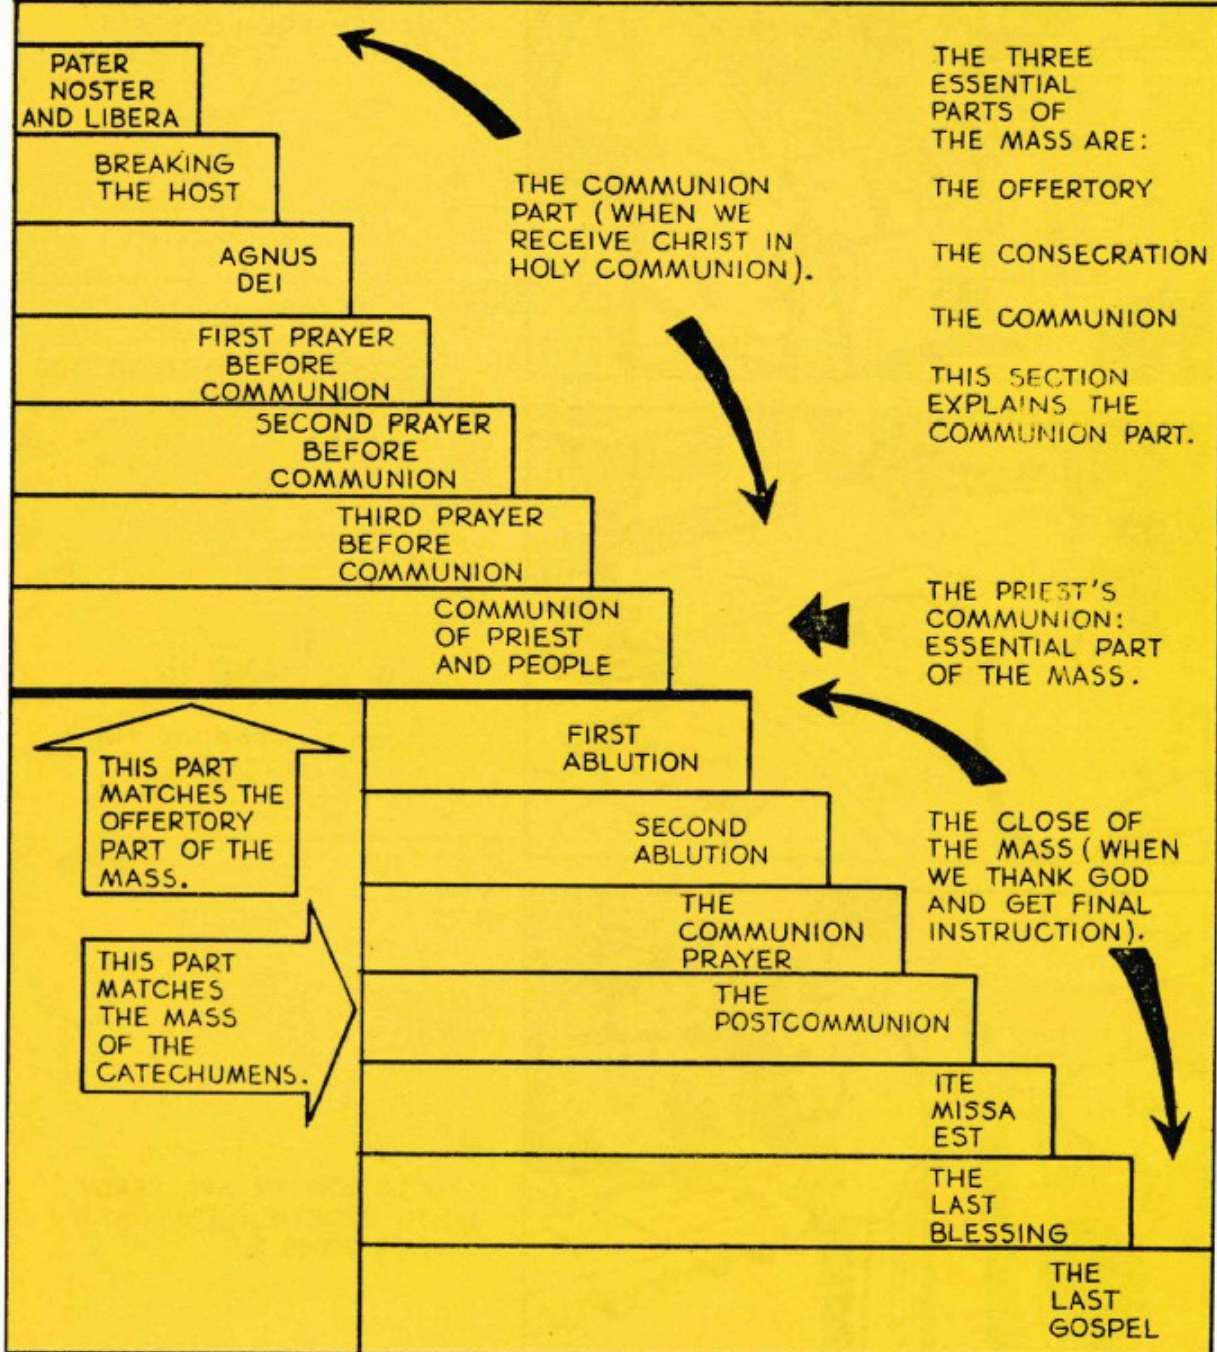 PATER
NOSTER
AND LIBERA
BREAKING
THE HOST
AGNUS
DEI
FIRST PRAYER
BEFORE
COMMUNION
SECOND PRAYER
BEFORE
COMMUNION
THIRD PRAYER
BEFORE
COMMUNION
COMMUNION
OF PRIEST
AND PEOPLE
THE COMMUNION
PART (WHEN WE
RECEIVE CHRIST IN
HOLY COMMUNION).
THE THREE
ESSENTIAL
PARTS OF
THE MASS ARE:
THE OFFERTORY
THE CONSECRATION
THE COMMUNION
THIS SECTION
EXPLAINS THE
COMMUNION PART.
THE PRIEST'S
COMMUNION:
ESSENTIAL PART
OF THE MASS.
THIS PART
MATCHES THE
OFFERTORY
PART OF THE
MASS.
THIS PART
MATCHES
THE MASS
OF THE
CATECHUMENS.
FIRST
ABLUTION
SECOND
ABLUTION
THE
COMMUNION
PRAYER
THE
POSTCOMMUNION
ITE
MISSA
EST
THE
LAST
BLESSING
THE
LAST
GOSPEL
THE CLOSE OF
THE MASS (WHEN
WE THANK GOD
AND GET FINAL
INSTRUCTION).